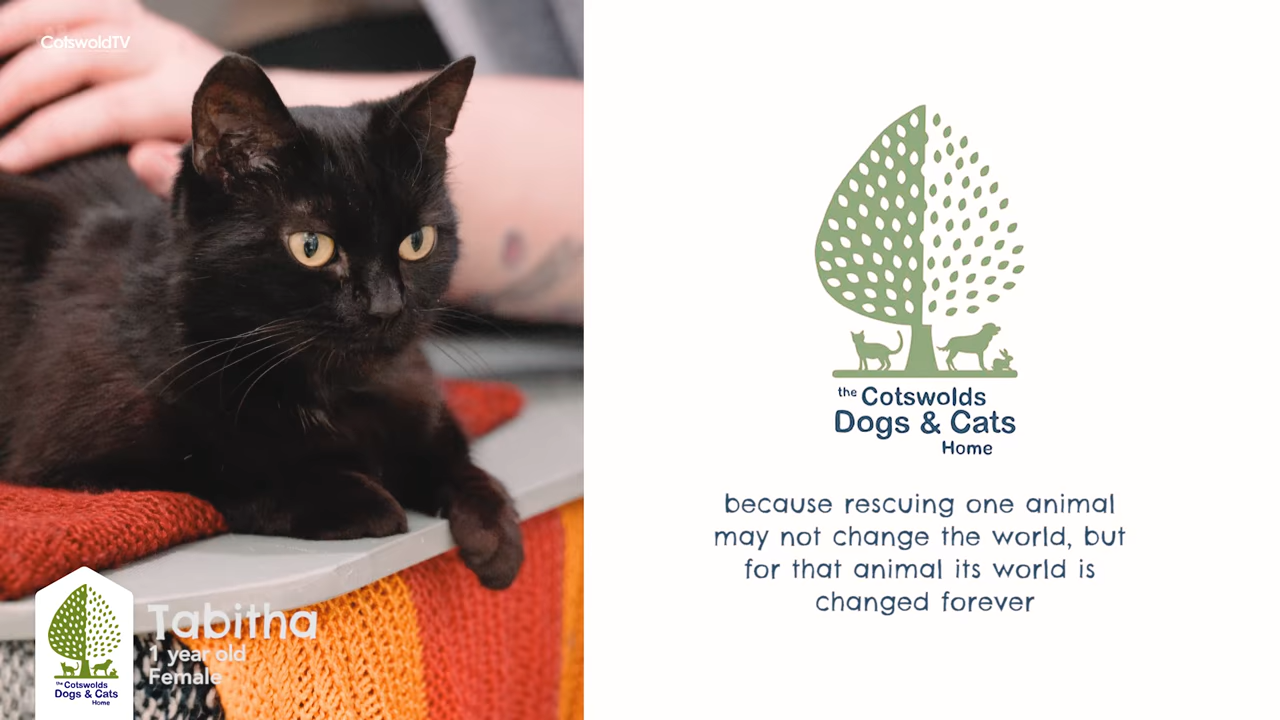 CotswoldTV
the Cotswolds
Dogs & Cats
Home
because rescuing one animal
may not change the world, but
for that animal its world is
changed forever
Tabitha
1 year old
Female
the Cotswolds
Dogs & Cats
Home